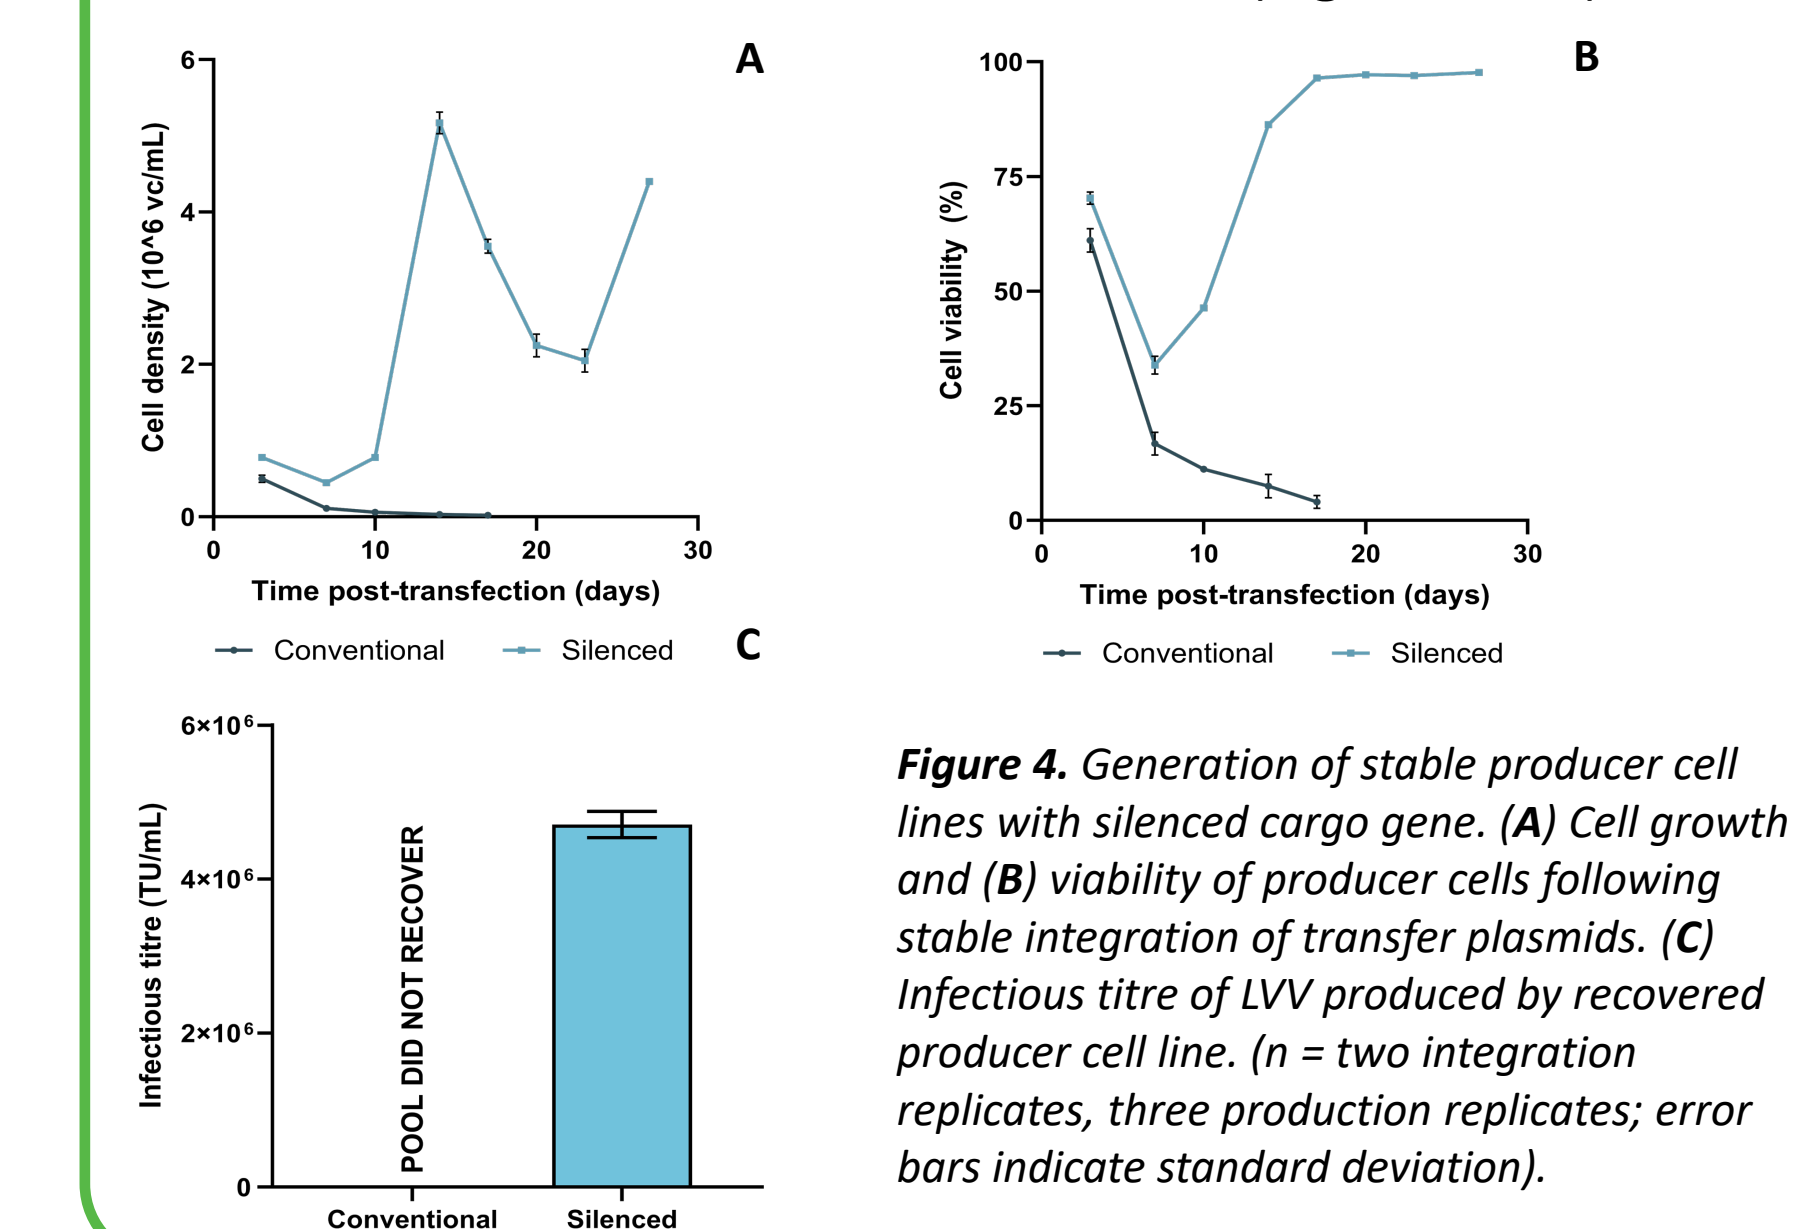 A
6
4
2
0
0
10
20
30
Cell density (10^6 vc/mL)
Time post-transfection (days)
Conventional
Silenced
B
100
75
50
25
0
0
10
20
30
Cell viability (%)
Time post-transfection (days)
Conventional
Silenced
C
6×10⁶
4×10⁶
2×10⁶
0
Infectious titre (TU/mL)
POOL DID NOT RECOVER
Conventional
Silenced
Figure 4. Generation of stable producer cell
lines with silenced cargo gene. (A) Cell growth
and (B) viability of producer cells following
stable integration of transfer plasmids. (C)
Infectious titre of LVV produced by recovered
producer cell line. (n = two integration
replicates, three production replicates; error
bars indicate standard deviation).